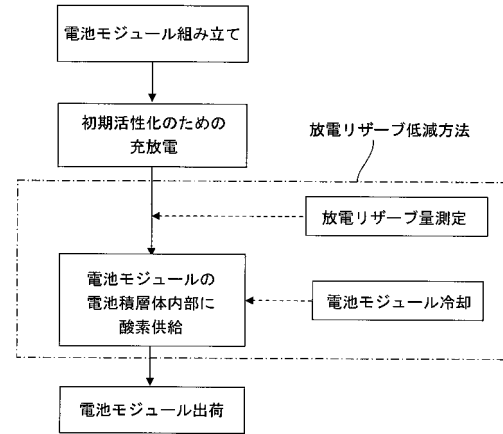 電池モジュール組み立て
初期活性化のための
充放電
放電リザーブ低減方法
放電リザーブ量測定
電池モジュールの
電池積層体内部に
酸素供給
電池モジュール冷却
電池モジュール出荷